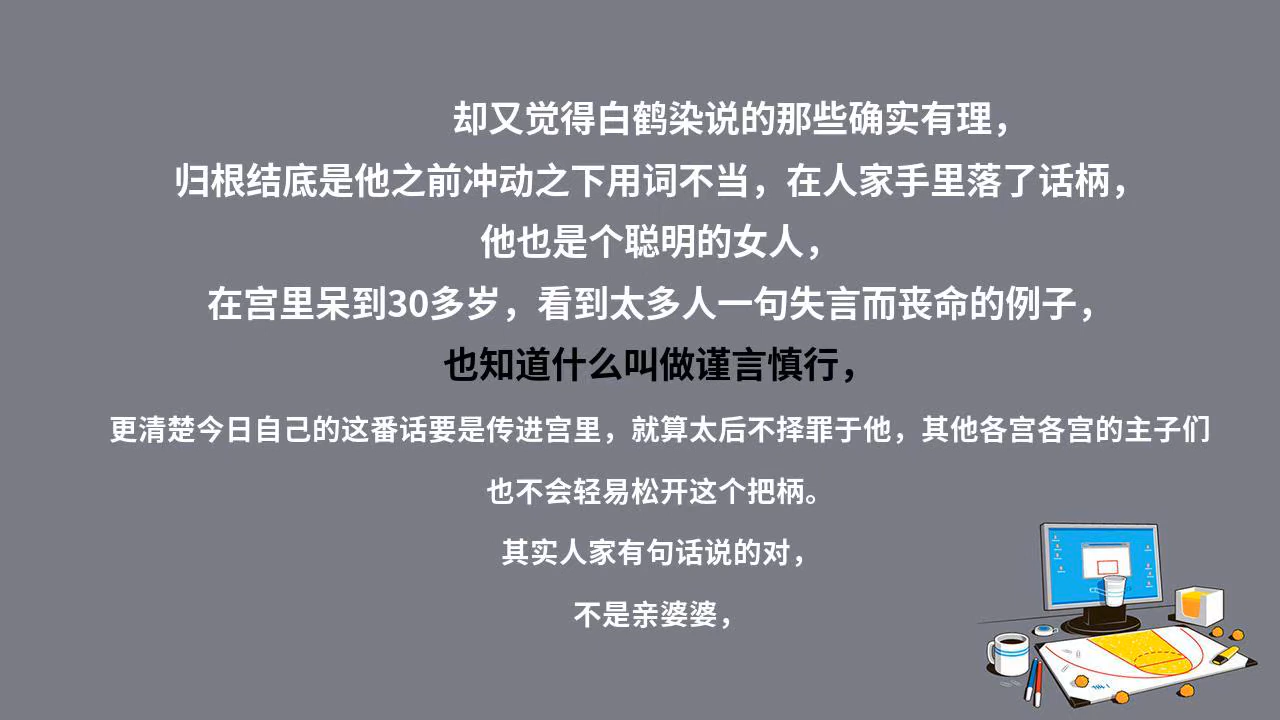 却又觉得白鹤染说的那些确实有理，
归根结底是他之前冲动之下用词不当，在人家手里落了话柄，
他也是个聪明的女人，
在宫里呆到30多岁，看到太多人一句失言而丧命的例子，
也知道什么叫做谨言慎行，
更清楚今日自己的这番话要是传进宫里，就算太后不择罪于他，其他各宫各宫的主子们
也不会轻易松开这个把柄。
其实人家有句话说的对，
不是亲婆婆，